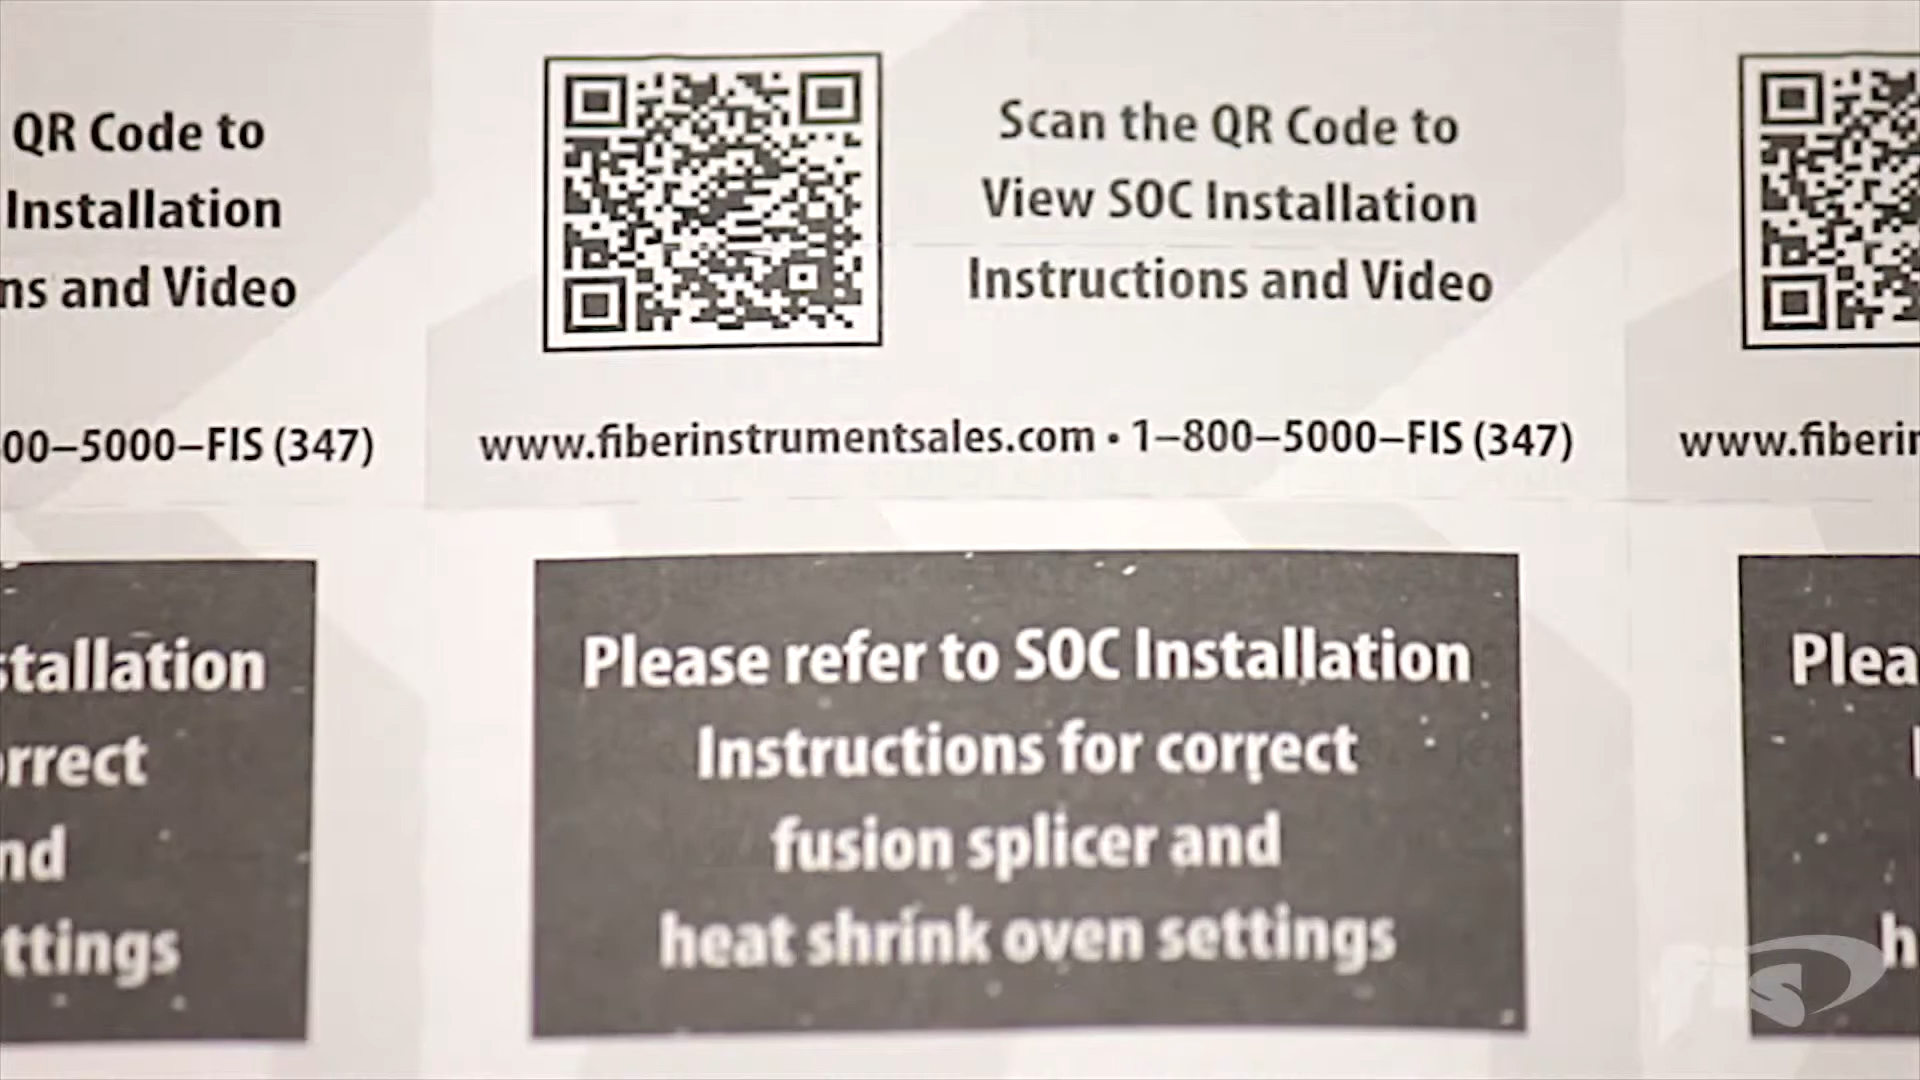 QR Code to
Installation
ns and Video
00–5000–FIS (347)
Scan the QR Code to
View SOC Installation
Instructions and Video
www.fiberinstrumentsales.com • 1–800–5000–FIS (347)
www.fiberin
stallation
orrect
nd
ttings
Please refer to SOC Installation
Instructions for correct
fusion splicer and
heat shrink oven settings
Plea
h
FIS